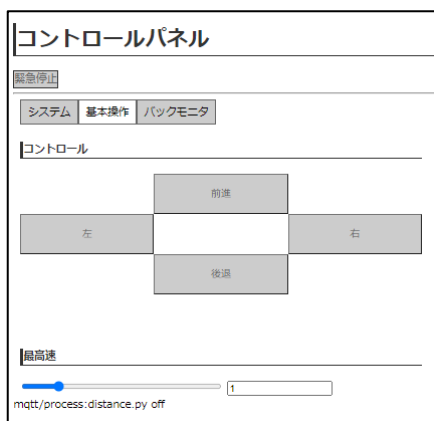 コントロールパネル
緊急停止
システム 基本操作 バックモニタ
コントロール
前進
左 右
後退
最高速
1
mqtt/process:distance.py off